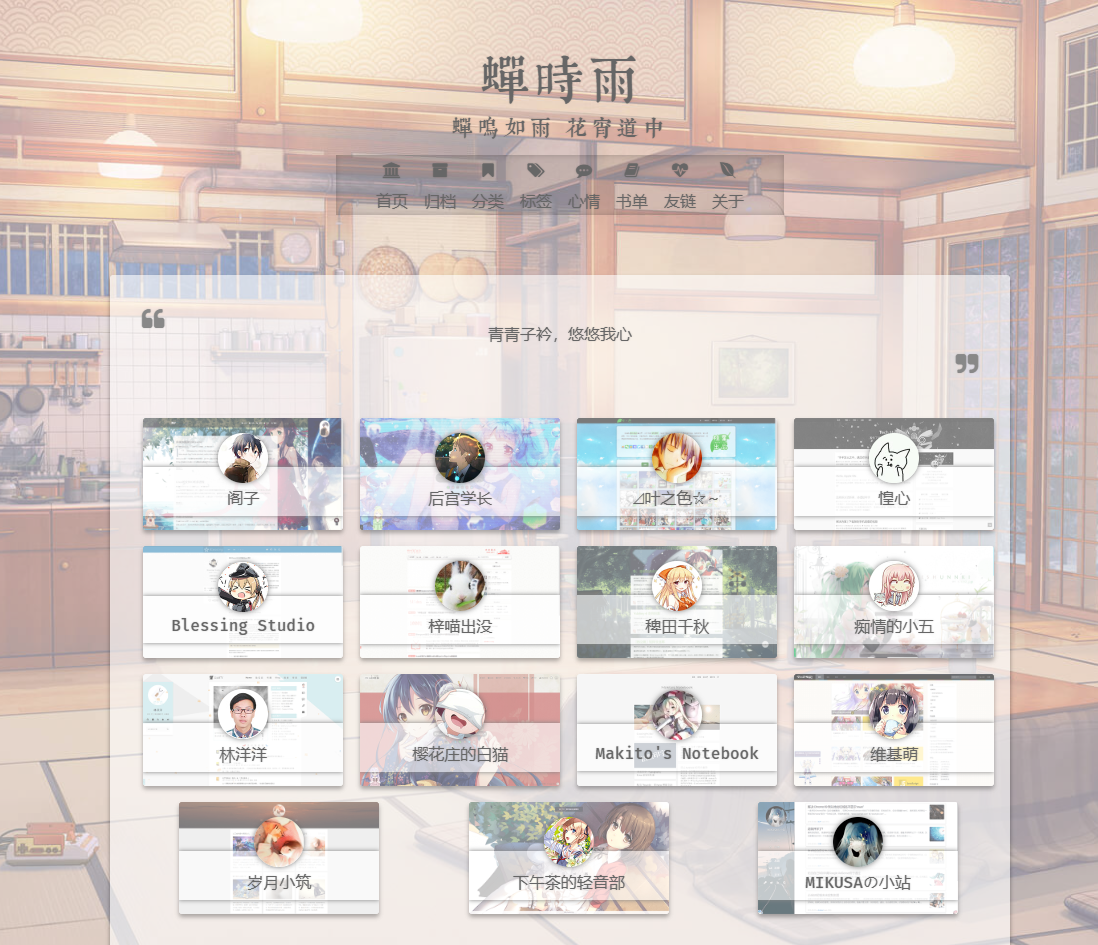 蟬時雨
蟬鳴如雨 花宵道中
首页 归档 分类 标签 心情 书单 友链 关于
青青子衿，悠悠我心
阁子 后宫学长 ⊿叶之色☆~ 惶心
Blessing Studio 梓喵出没 稗田千秋 痴情的小五
林洋洋 樱花庄的白猫 Makito's Notebook 维基萌
岁月小筑 下午茶的轻音部 MIKUSAの小站